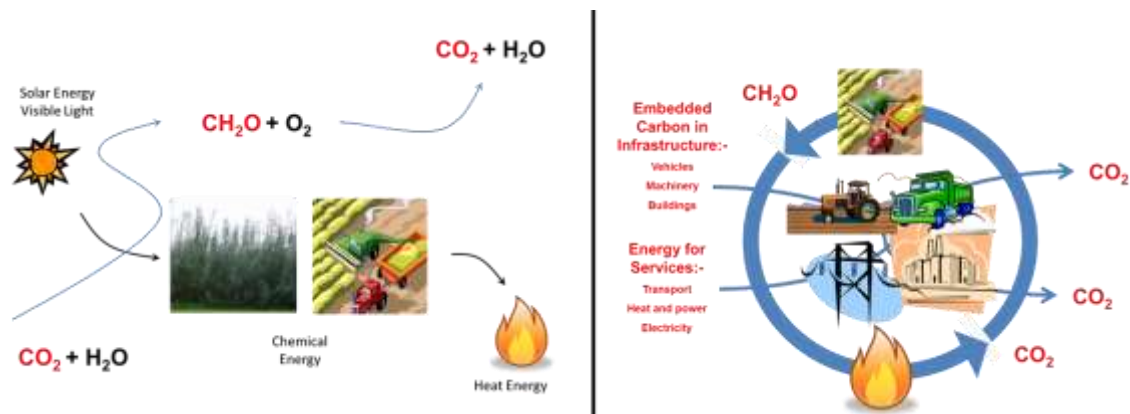 CO₂ + H₂O
Solar Energy
Visible Light
CH₂O + O₂
CO₂ + H₂O
Chemical
Energy
Heat Energy
CH₂O
Embedded
Carbon in
Infrastructure:-
Vehicles
Machinery
Buildings
CO₂
Energy for
Services:-
Transport
Heat and power
Electricity
CO₂
CO₂